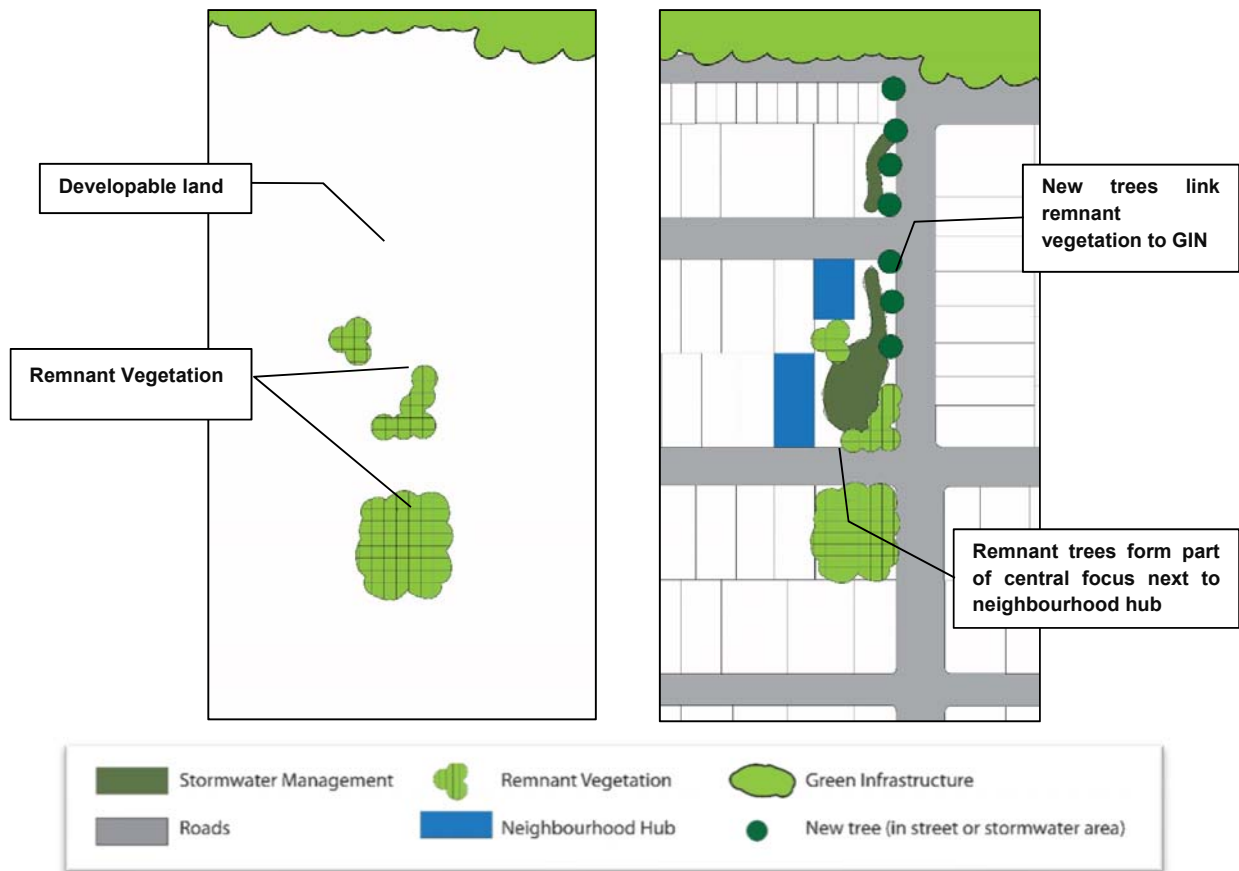 Developable land
Remnant Vegetation
New trees link
remnant
vegetation to GIN
Remnant trees form part
of central focus next to
neighbourhood hub
Stormwater Management
Remnant Vegetation
Green Infrastructure
Roads
Neighbourhood Hub
New tree (in street or stormwater area)